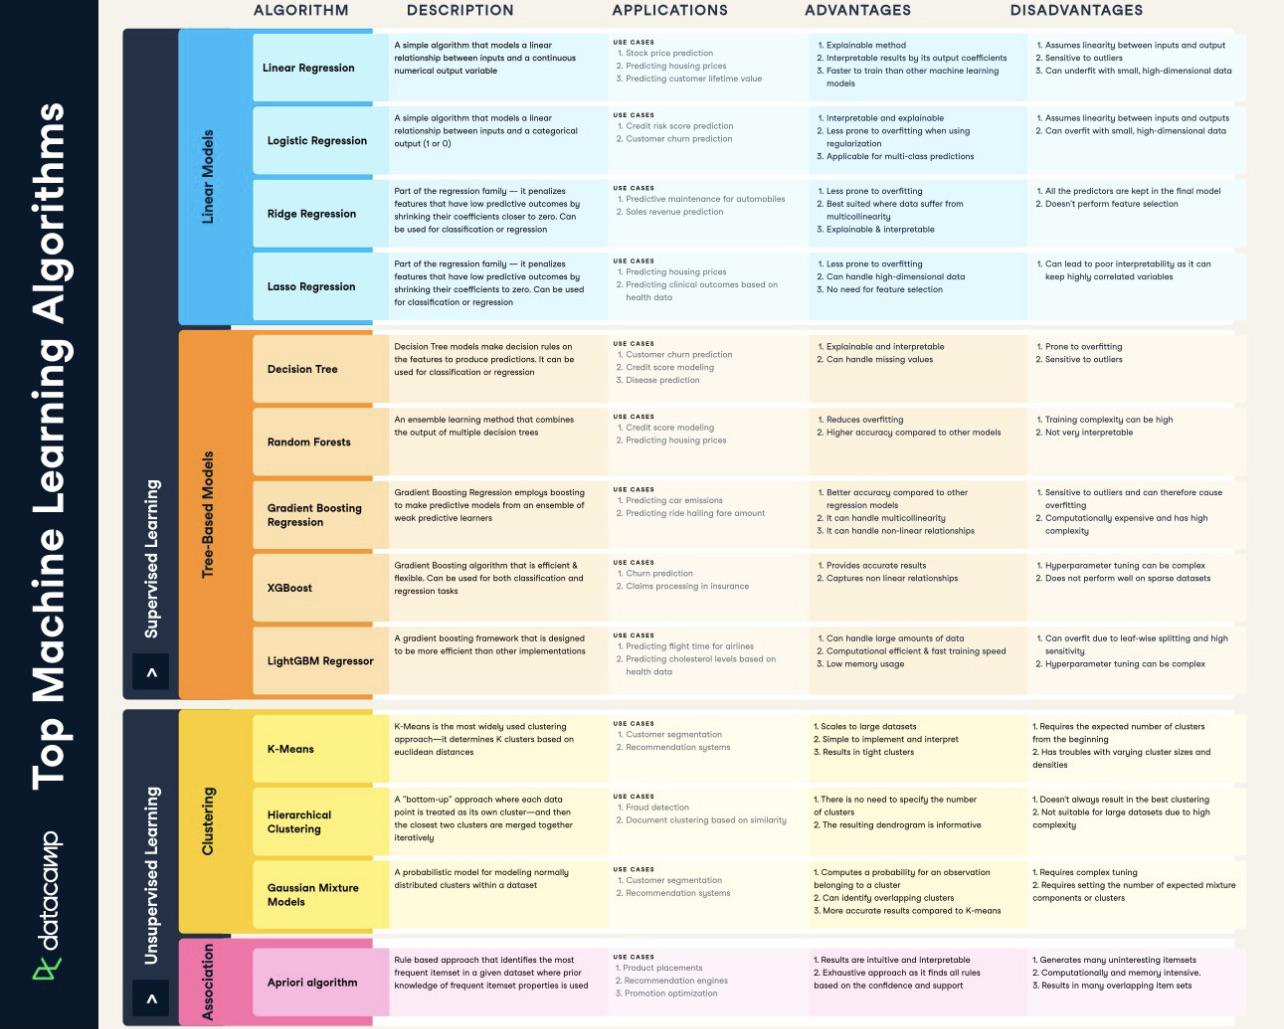 Top Machine Learning Algorithms
datacamp
ALGORITHM
DESCRIPTION
APPLICATIONS
ADVANTAGES
DISADVANTAGES
Supervised Learning
>
Linear Models
Linear Regression
A simple algorithm that models a linear
relationship between inputs and a continuous
numerical output variable
USE CASES
1. Stock price prediction
2. Predicting housing prices
3. Predicting customer lifetime value
1. Explainable method
2. Interpretable results by its output coefficients
3. Faster to train than other machine learning
models
1. Assumes linearity between inputs and output
2. Sensitive to outliers
3. Can underfit with small, high-dimensional data
Logistic Regression
A simple algorithm that models a linear
relationship between inputs and a categorical
output (1 or 0)
USE CASES
1. Credit risk score prediction
2. Customer churn prediction
1. Interpretable and explainable
2. Less prone to overfitting when using
regularization
3. Applicable for multi-class predictions
1. Assumes linearity between inputs and outputs
2. Can overfit with small, high-dimensional data
Ridge Regression
Part of the regression family — it penalizes
features that have low predictive outcomes by
shrinking their coefficients closer to zero. Can
be used for classification or regression
USE CASES
1. Predictive maintenance for automobiles
2. Sales revenue prediction
1. Less prone to overfitting
2. Best suited where data suffer from
multicollinearity
3. Explainable & interpretable
1. All the predictors are kept in the final model
2. Doesn't perform feature selection
Lasso Regression
Part of the regression family — it penalizes
features that have low predictive outcomes by
shrinking their coefficients to zero. Can be used
for classification or regression
USE CASES
1. Predicting housing prices
2. Predicting clinical outcomes based on
health data
1. Less prone to overfitting
2. Can handle high-dimensional data
3. No need for feature selection
1. Can lead to poor interpretability as it can
keep highly correlated variables
Tree-Based Models
Decision Tree
Decision Tree models make decision rules on
the features to produce predictions. It can be
used for classification or regression
USE CASES
1. Customer churn prediction
2. Credit score modeling
3. Disease prediction
1. Explainable and interpretable
2. Can handle missing values
1. Prone to overfitting
2. Sensitive to outliers
Random Forests
An ensemble learning method that combines
the output of multiple decision trees
USE CASES
1. Credit score modeling
2. Predicting housing prices
1. Reduces overfitting
2. Higher accuracy compared to other models
1. Training complexity can be high
2. Not very interpretable
Gradient Boosting
Regression
Gradient Boosting Regression employs boosting
to make predictive models from an ensemble of
weak predictive learners
USE CASES
1. Predicting car emissions
2. Predicting ride hailing fare amount
1. Better accuracy compared to other
regression models
2. It can handle multicollinearity
3. It can handle non-linear relationships
1. Sensitive to outliers and can therefore cause
overfitting
2. Computationally expensive and has high
complexity
XGBoost
Gradient Boosting algorithm that is efficient &
flexible. Can be used for both classification and
regression tasks
USE CASES
1. Churn prediction
2. Claims processing in insurance
1. Provides accurate results
2. Captures non linear relationships
1. Hyperparameter tuning can be complex
2. Does not perform well on sparse datasets
LightGBM Regressor
A gradient boosting framework that is designed
to be more efficient than other implementations
USE CASES
1. Predicting flight time for airlines
2. Predicting cholesterol levels based on
health data
1. Can handle large amounts of data
2. Computational efficient & fast training speed
3. Low memory usage
1. Can overfit due to leaf-wise splitting and high
sensitivity
2. Hyperparameter tuning can be complex
Unsupervised Learning
>
Clustering
K-Means
K-Means is the most widely used clustering
approach—it determines K clusters based on
euclidean distances
USE CASES
1. Customer segmentation
2. Recommendation systems
1. Scales to large datasets
2. Simple to implement and interpret
3. Results in tight clusters
1. Requires the expected number of clusters
from the beginning
2. Has troubles with varying cluster sizes and
densities
Hierarchical
Clustering
A "bottom-up" approach where each data
point is treated as its own cluster—and then
the closest two clusters are merged together
iteratively
USE CASES
1. Fraud detection
2. Document clustering based on similarity
1. There is no need to specify the number
of clusters
2. The resulting dendrogram is informative
1. Doesn't always result in the best clustering
2. Not suitable for large datasets due to high
complexity
Gaussian Mixture
Models
A probabilistic model for modeling normally
distributed clusters within a dataset
USE CASES
1. Customer segmentation
2. Recommendation systems
1. Computes a probability for an observation
belonging to a cluster
2. Can identify overlapping clusters
3. More accurate results compared to K-means
1. Requires complex tuning
2. Requires setting the number of expected mixture
components or clusters
Association
Apriori algorithm
Rule based approach that identifies the most
frequent itemset in a given dataset where prior
knowledge of frequent itemset properties is used
USE CASES
1. Product placements
2. Recommendation engines
3. Promotion optimization
1. Results are intuitive and Interpretable
2. Exhaustive approach as it finds all rules
based on the confidence and support
1. Generates many uninteresting itemsets
2. Computationally and memory intensive.
3. Results in many overlapping item sets